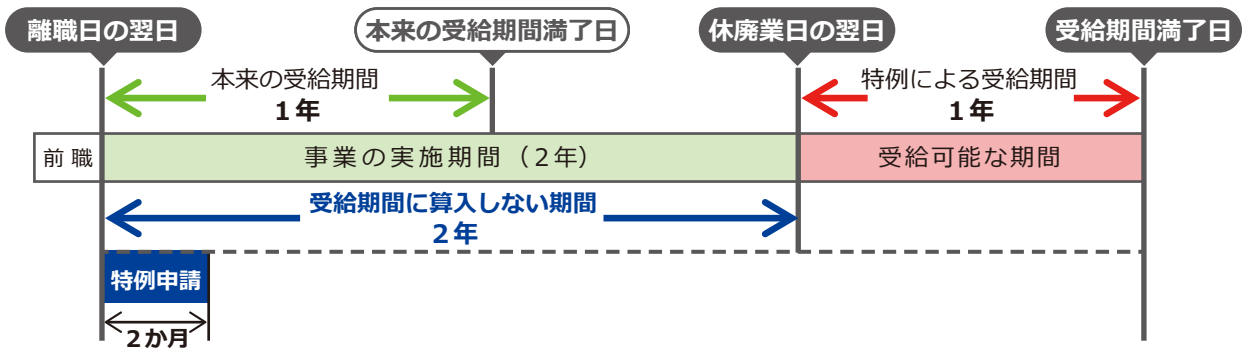 離職日の翌日
本来の受給期間満了日
休廃業日の翌日
受給期間満了日
本来の受給期間
1年
特例による受給期間
1年
前職
事業の実施期間（2年）
受給可能な期間
受給期間に算入しない期間
2年
特例申請
2か月